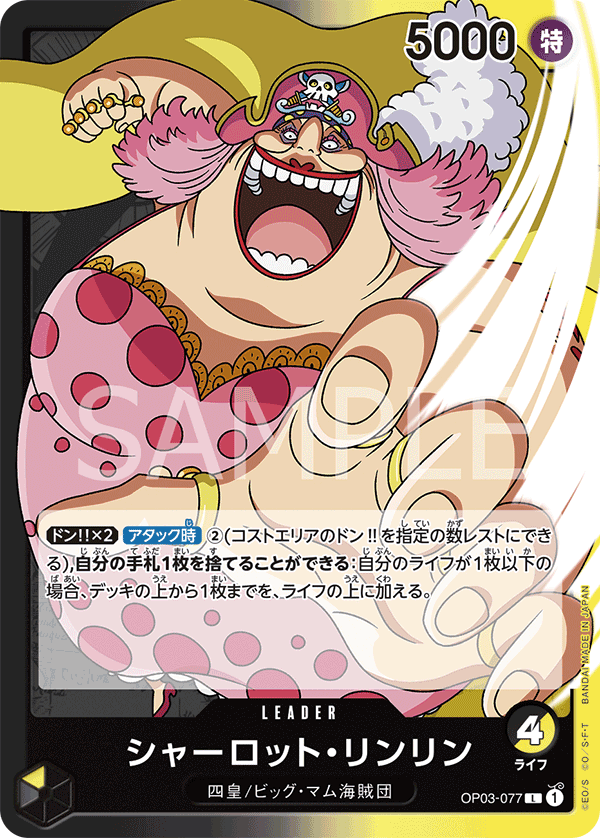 5000
特
SAMPLE
ドン!!×2 アタック時 ②(コストエリアのドン!!を指定の数レストにでき
る),自分の手札1枚を捨てることができる:自分のライフが1枚以下の
場合、デッキの上から1枚までを、ライフの上に加える。
LEADER
シャーロット・リンリン
四皇/ビッグ・マム海賊団
4
ライフ
OP03-077 L 1
©E/S ©O/S・F・T BANDAI MADE IN JAPAN